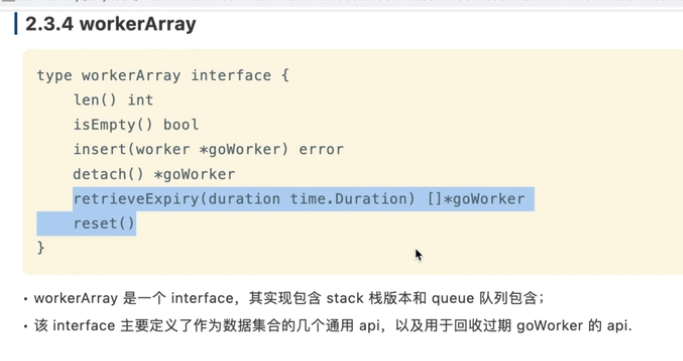 2.3.4 workerArray
type workerArray interface {
len() int
isEmpty() bool
insert(worker *goWorker) error
detach() *goWorker
retrieveExpiry(duration time.Duration) []*goWorker
reset()
}
• workerArray 是一个 interface，其实现包含 stack 栈版本和 queue 队列包含；
• 该 interface 主要定义了作为数据集合的几个通用 api，以及用于回收过期 goWorker 的 api.